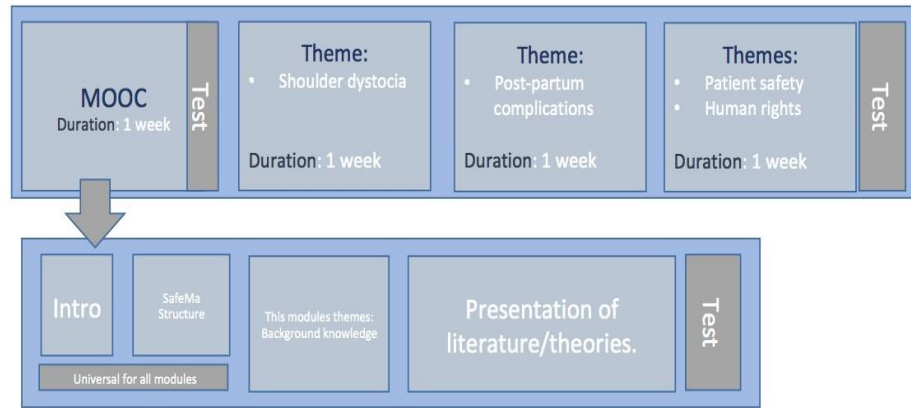 MOOC
Duration: 1 week
Test
Theme:
• Shoulder dystocia
Duration: 1 week
Theme:
• Post-partum
complications
Duration: 1 week
Themes:
• Patient safety
• Human rights
Duration: 1 week
Test
Intro
SafeMa
Structure
Universal for all modules
This modules themes:
Background knowledge
Presentation of
literature/theories.
Test